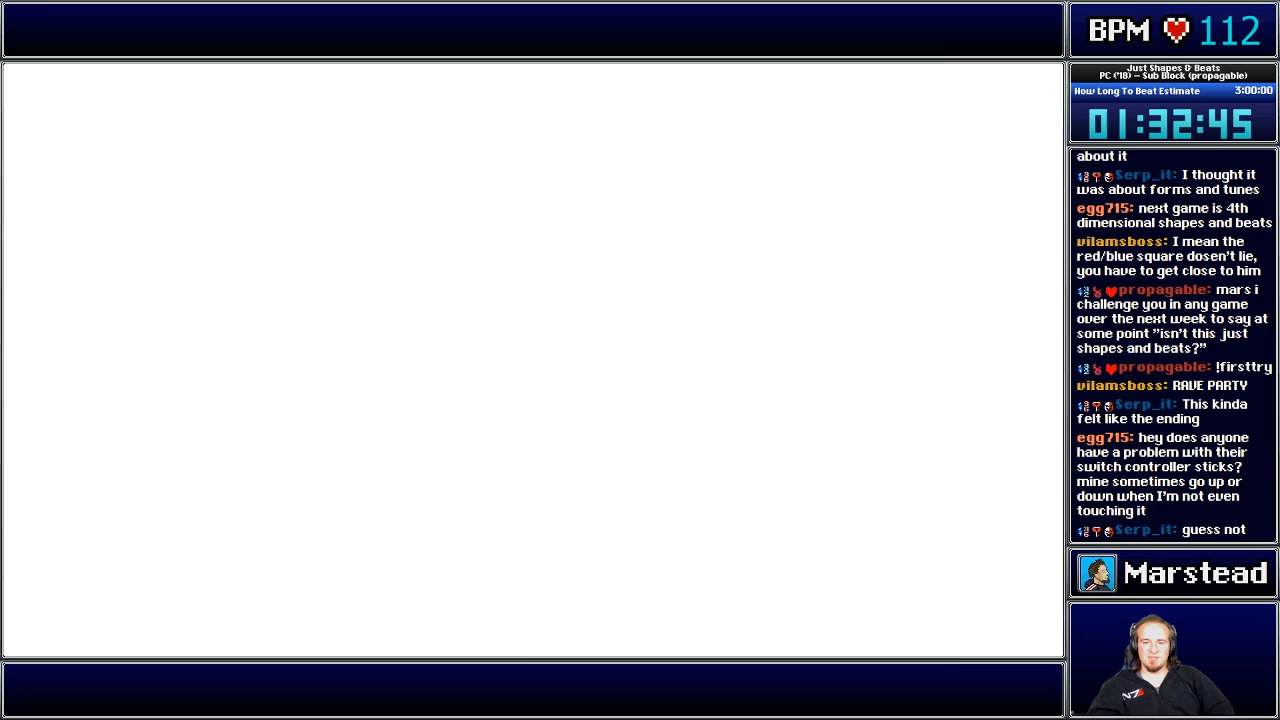 BPM 112
Just Shapes & Beats
PC ('18) – Sub Block (propagable)
How Long To Beat Estimate 3:00:00
01:32:45
about it
Serp_it: I thought it
was about forms and tunes
egg715: next game is 4th
dimensional shapes and beats
vilamsboss: I mean the
red/blue square dosen't lie,
you have to get close to him
propagable: mars i
challenge you in any game
over the next week to say at
some point "isn't this just
shapes and beats?"
propagable: !firsttry
vilamsboss: RAVE PARTY
Serp_it: This kinda
felt like the ending
egg715: hey does anyone
have a problem with their
switch controller sticks?
mine sometimes go up or
down when I'm not even
touching it
Serp_it: guess not
Marstead
N7